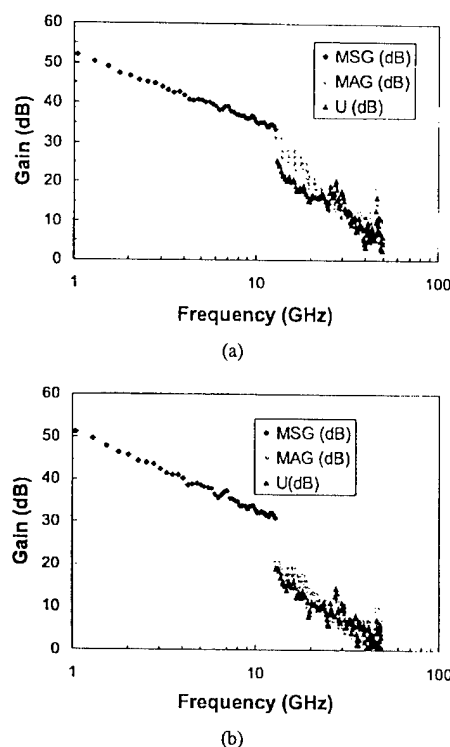 60
50
40
30
20
10
0
Gain (dB)
MSG (dB)
MAG (dB)
U (dB)
1
10
100
Frequency (GHz)
(a)
60
50
40
30
20
10
0
Gain (dB)
MSG (dB)
MAG (dB)
U(dB)
1
10
100
Frequency (GHz)
(b)